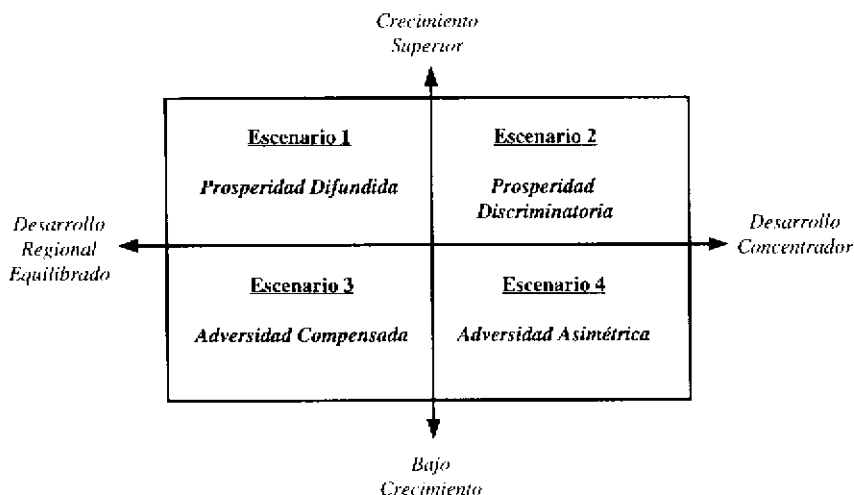 Crecimiento
Superior
Escenario 1
Escenario 2
Prosperidad Difundida
Prosperidad
Discriminatoria
Desarrollo
Regional
Equilibrado
Desarrollo
Concentrador
Escenario 3
Escenario 4
Adversidad Compensada
Adversidad Asimétrica
Bajo
Crecimiento